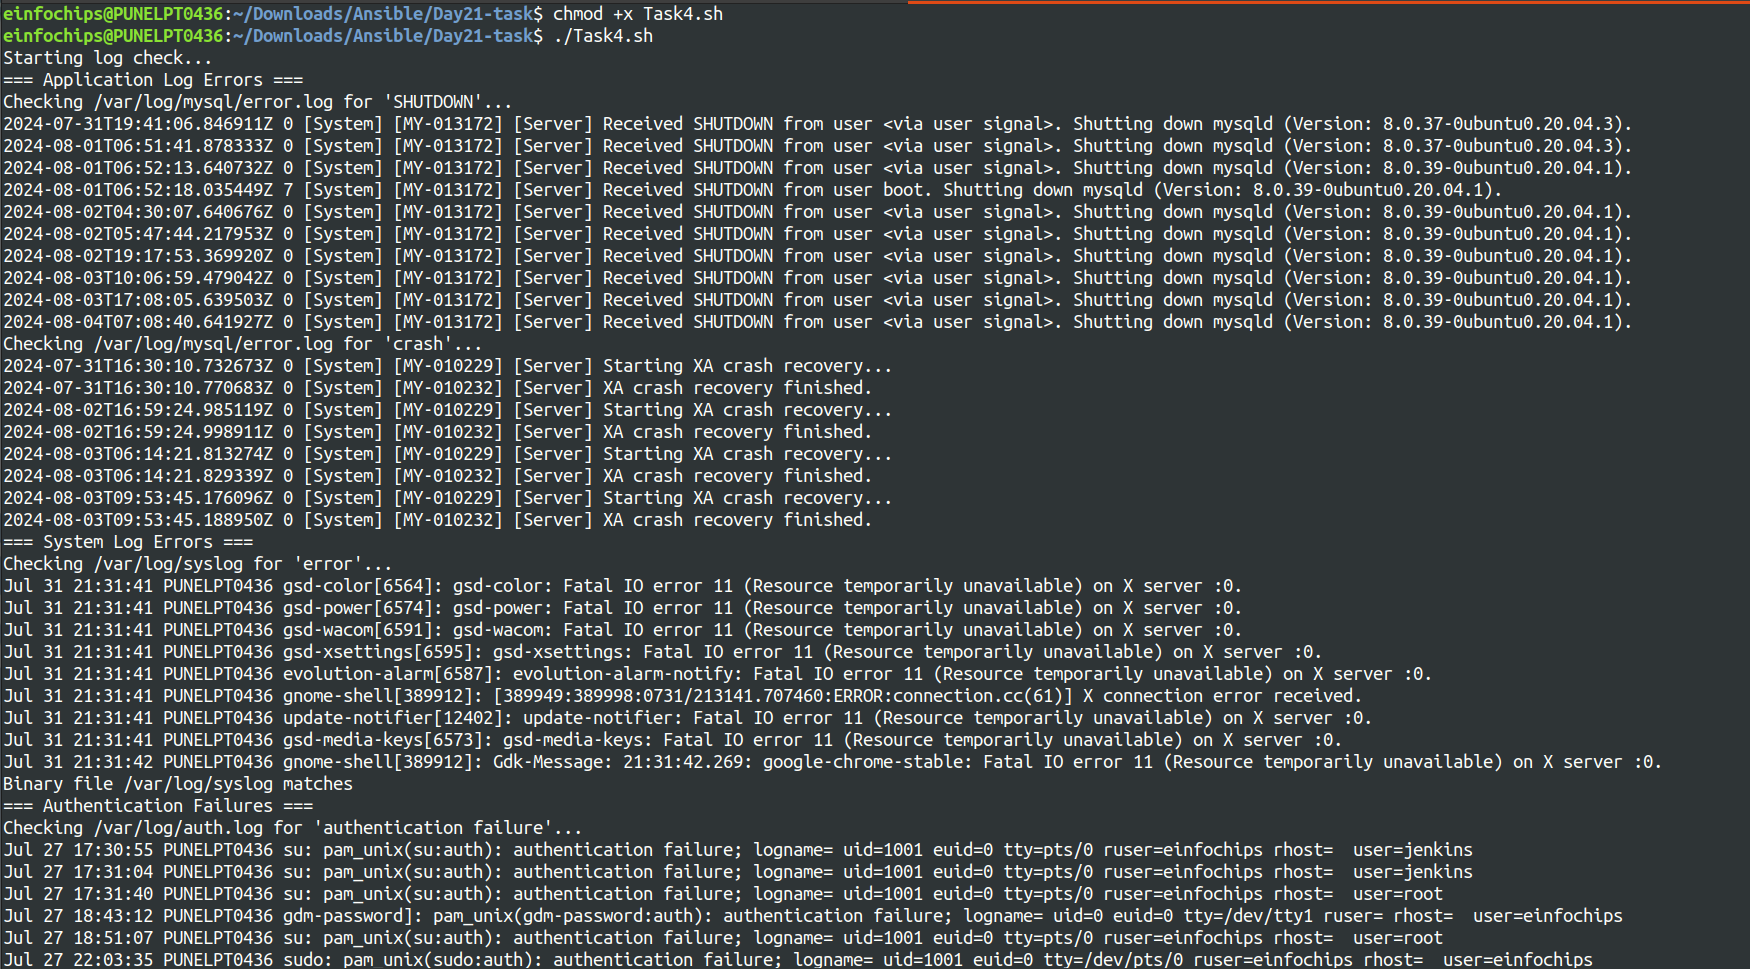 einfochips@PUNELPT0436:~/Downloads/Ansible/Day21-task$ chmod +x Task4.sh
einfochips@PUNELPT0436:~/Downloads/Ansible/Day21-task$ ./Task4.sh
Starting log check...
=== Application Log Errors ===
Checking /var/log/mysql/error.log for 'SHUTDOWN'...
2024-07-31T19:41:06.846911Z 0 [System] [MY-013172] [Server] Received SHUTDOWN from user <via user signal>. Shutting down mysqld (Version: 8.0.37-0ubuntu0.20.04.3).
2024-08-01T06:51:41.878333Z 0 [System] [MY-013172] [Server] Received SHUTDOWN from user <via user signal>. Shutting down mysqld (Version: 8.0.37-0ubuntu0.20.04.3).
2024-08-01T06:52:13.640732Z 0 [System] [MY-013172] [Server] Received SHUTDOWN from user <via user signal>. Shutting down mysqld (Version: 8.0.39-0ubuntu0.20.04.1).
2024-08-01T06:52:18.035449Z 7 [System] [MY-013172] [Server] Received SHUTDOWN from user boot. Shutting down mysqld (Version: 8.0.39-0ubuntu0.20.04.1).
2024-08-02T04:30:07.640676Z 0 [System] [MY-013172] [Server] Received SHUTDOWN from user <via user signal>. Shutting down mysqld (Version: 8.0.39-0ubuntu0.20.04.1).
2024-08-02T05:47:44.217953Z 0 [System] [MY-013172] [Server] Received SHUTDOWN from user <via user signal>. Shutting down mysqld (Version: 8.0.39-0ubuntu0.20.04.1).
2024-08-02T19:17:53.369920Z 0 [System] [MY-013172] [Server] Received SHUTDOWN from user <via user signal>. Shutting down mysqld (Version: 8.0.39-0ubuntu0.20.04.1).
2024-08-03T10:06:59.479042Z 0 [System] [MY-013172] [Server] Received SHUTDOWN from user <via user signal>. Shutting down mysqld (Version: 8.0.39-0ubuntu0.20.04.1).
2024-08-03T17:08:05.639503Z 0 [System] [MY-013172] [Server] Received SHUTDOWN from user <via user signal>. Shutting down mysqld (Version: 8.0.39-0ubuntu0.20.04.1).
2024-08-04T07:08:40.641927Z 0 [System] [MY-013172] [Server] Received SHUTDOWN from user <via user signal>. Shutting down mysqld (Version: 8.0.39-0ubuntu0.20.04.1).
Checking /var/log/mysql/error.log for 'crash'...
2024-07-31T16:30:10.732673Z 0 [System] [MY-010229] [Server] Starting XA crash recovery...
2024-07-31T16:30:10.770683Z 0 [System] [MY-010232] [Server] XA crash recovery finished.
2024-08-02T16:59:24.985119Z 0 [System] [MY-010229] [Server] Starting XA crash recovery...
2024-08-02T16:59:24.998911Z 0 [System] [MY-010232] [Server] XA crash recovery finished.
2024-08-03T06:14:21.813274Z 0 [System] [MY-010229] [Server] Starting XA crash recovery...
2024-08-03T06:14:21.829339Z 0 [System] [MY-010232] [Server] XA crash recovery finished.
2024-08-03T09:53:45.176096Z 0 [System] [MY-010229] [Server] Starting XA crash recovery...
2024-08-03T09:53:45.188950Z 0 [System] [MY-010232] [Server] XA crash recovery finished.
=== System Log Errors ===
Checking /var/log/syslog for 'error'...
Jul 31 21:31:41 PUNELPT0436 gsd-color[6564]: gsd-color: Fatal IO error 11 (Resource temporarily unavailable) on X server :0.
Jul 31 21:31:41 PUNELPT0436 gsd-power[6574]: gsd-power: Fatal IO error 11 (Resource temporarily unavailable) on X server :0.
Jul 31 21:31:41 PUNELPT0436 gsd-wacom[6591]: gsd-wacom: Fatal IO error 11 (Resource temporarily unavailable) on X server :0.
Jul 31 21:31:41 PUNELPT0436 gsd-xsettings[6595]: gsd-xsettings: Fatal IO error 11 (Resource temporarily unavailable) on X server :0.
Jul 31 21:31:41 PUNELPT0436 evolution-alarm[6587]: evolution-alarm-notify: Fatal IO error 11 (Resource temporarily unavailable) on X server :0.
Jul 31 21:31:41 PUNELPT0436 gnome-shell[389912]: [389949:389998:0731/213141.707460:ERROR:connection.cc(61)] X connection error received.
Jul 31 21:31:41 PUNELPT0436 update-notifier[12402]: update-notifier: Fatal IO error 11 (Resource temporarily unavailable) on X server :0.
Jul 31 21:31:41 PUNELPT0436 gsd-media-keys[6573]: gsd-media-keys: Fatal IO error 11 (Resource temporarily unavailable) on X server :0.
Jul 31 21:31:42 PUNELPT0436 gnome-shell[389912]: Gdk-Message: 21:31:42.269: google-chrome-stable: Fatal IO error 11 (Resource temporarily unavailable) on X server :0.
Binary file /var/log/syslog matches
=== Authentication Failures ===
Checking /var/log/auth.log for 'authentication failure'...
Jul 27 17:30:55 PUNELPT0436 su: pam_unix(su:auth): authentication failure; logname= uid=1001 euid=0 tty=pts/0 ruser=einfochips rhost=  user=jenkins
Jul 27 17:31:04 PUNELPT0436 su: pam_unix(su:auth): authentication failure; logname= uid=1001 euid=0 tty=pts/0 ruser=einfochips rhost=  user=jenkins
Jul 27 17:31:40 PUNELPT0436 su: pam_unix(su:auth): authentication failure; logname= uid=1001 euid=0 tty=pts/0 ruser=einfochips rhost=  user=root
Jul 27 18:43:12 PUNELPT0436 gdm-password]: pam_unix(gdm-password:auth): authentication failure; logname= uid=0 euid=0 tty=/dev/tty1 ruser= rhost=  user=einfochips
Jul 27 18:51:07 PUNELPT0436 su: pam_unix(su:auth): authentication failure; logname= uid=1001 euid=0 tty=pts/0 ruser=einfochips rhost=  user=root
Jul 27 22:03:35 PUNELPT0436 sudo: pam_unix(sudo:auth): authentication failure; logname= uid=1001 euid=0 tty=/dev/pts/0 ruser=einfochips rhost=  user=einfochips